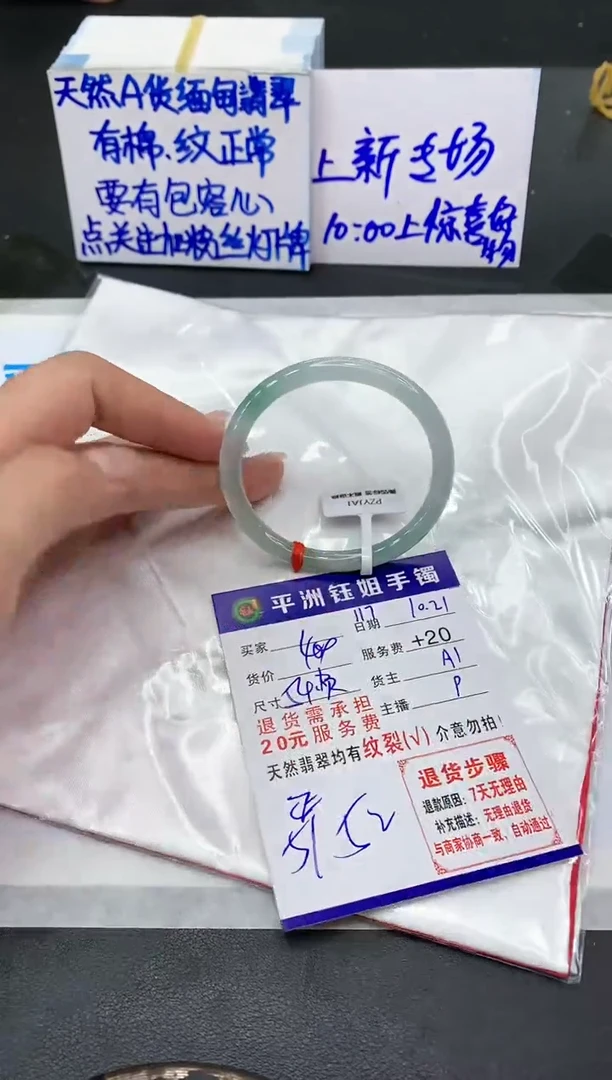 天然A货缅甸翡翠
有棉、纹正常
要有包容心
点关注加粉丝灯牌
上新专场
10:00上惊喜
PZYJAJ
平洲钰姐手镯
117
买家
日期 10.21
货价
服务费 +20
尺寸 54
货主 A1
退货需承担
主播 P
20元服务费
天然翡翠均有纹裂(√) 介意勿拍!
退货步骤
退款原因:7天无理由
补充描述:无理由退货
与商家协商一致、自动通过
52